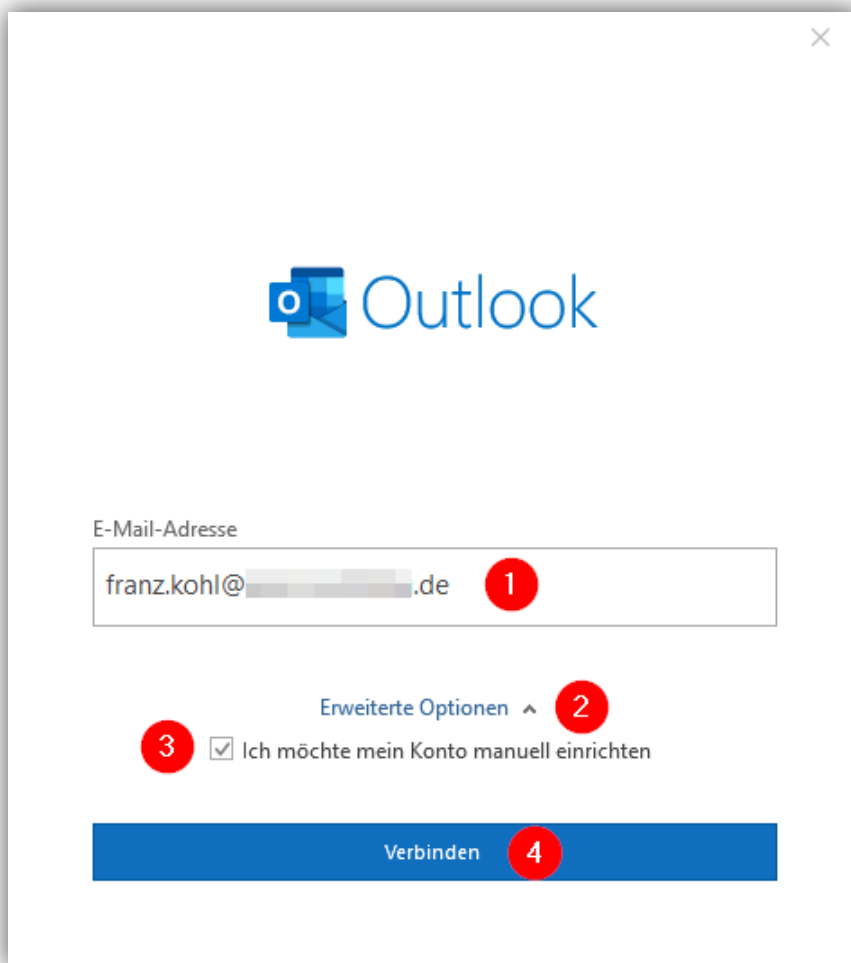 Outlook
E-Mail-Adresse
franz.kohl@ .de 1
Erweiterte Optionen 2
3 Ich möchte mein Konto manuell einrichten
Verbinden 4